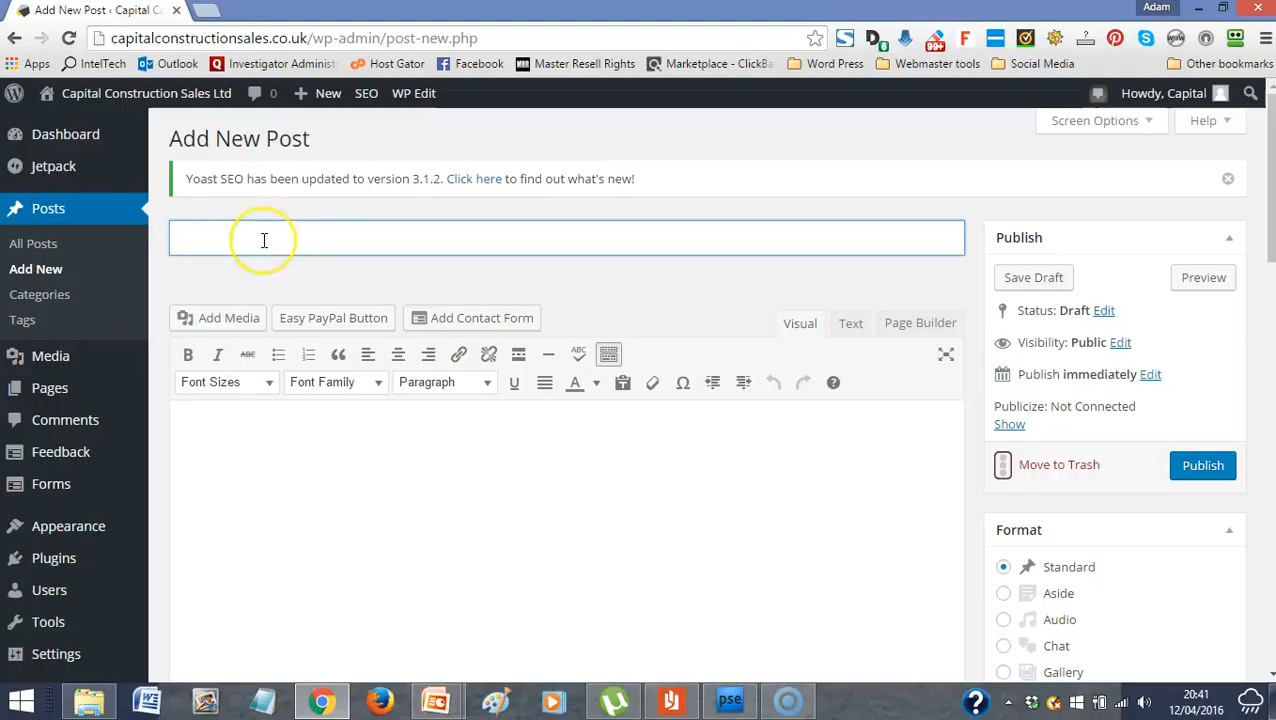 Add New Post ‹ Capital Co
Adam
capitalconstructionsales.co.uk/wp-admin/post-new.php
Apps IntelTech Outlook Investigator Admins Host Gator Facebook Master Resell Rights Marketplace - ClickBa Word Press Webmaster tools Social Media Other bookmarks
Capital Construction Sales Ltd 0 New SEO WP Edit Howdy, Capital
Screen Options Help
Dashboard
Jetpack
Posts
All Posts
Add New
Categories
Tags
Media
Pages
Comments
Feedback
Forms
Appearance
Plugins
Users
Tools
Settings
Add New Post
Yoast SEO has been updated to version 3.1.2. Click here to find out what's new!
Add Media Easy PayPal Button Add Contact Form
Visual Text Page Builder
Font Sizes Font Family Paragraph
Publish
Save Draft Preview
Status: Draft Edit
Visibility: Public Edit
Publish immediately Edit
Publicize: Not Connected
Show
Move to Trash Publish
Format
Standard
Aside
Audio
Chat
Gallery
pse
20:41
12/04/2016